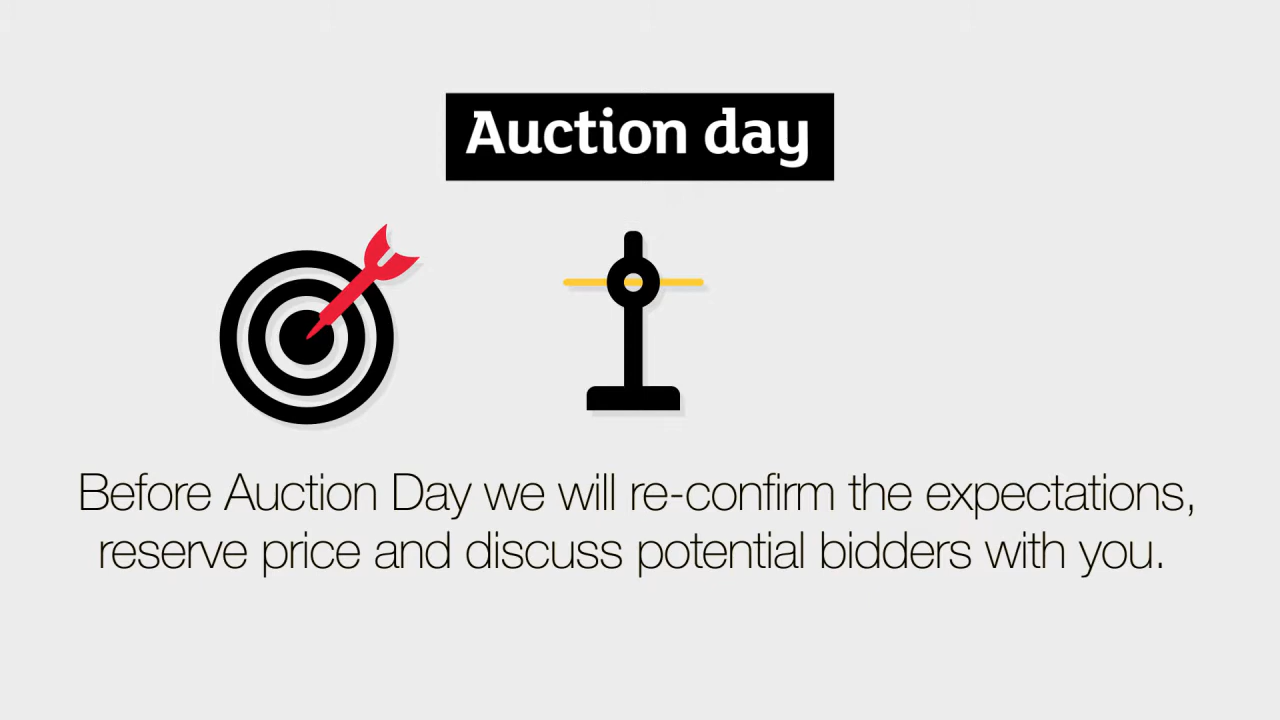 Auction day
Before Auction Day we will re-confirm the expectations,
reserve price and discuss potential bidders with you.